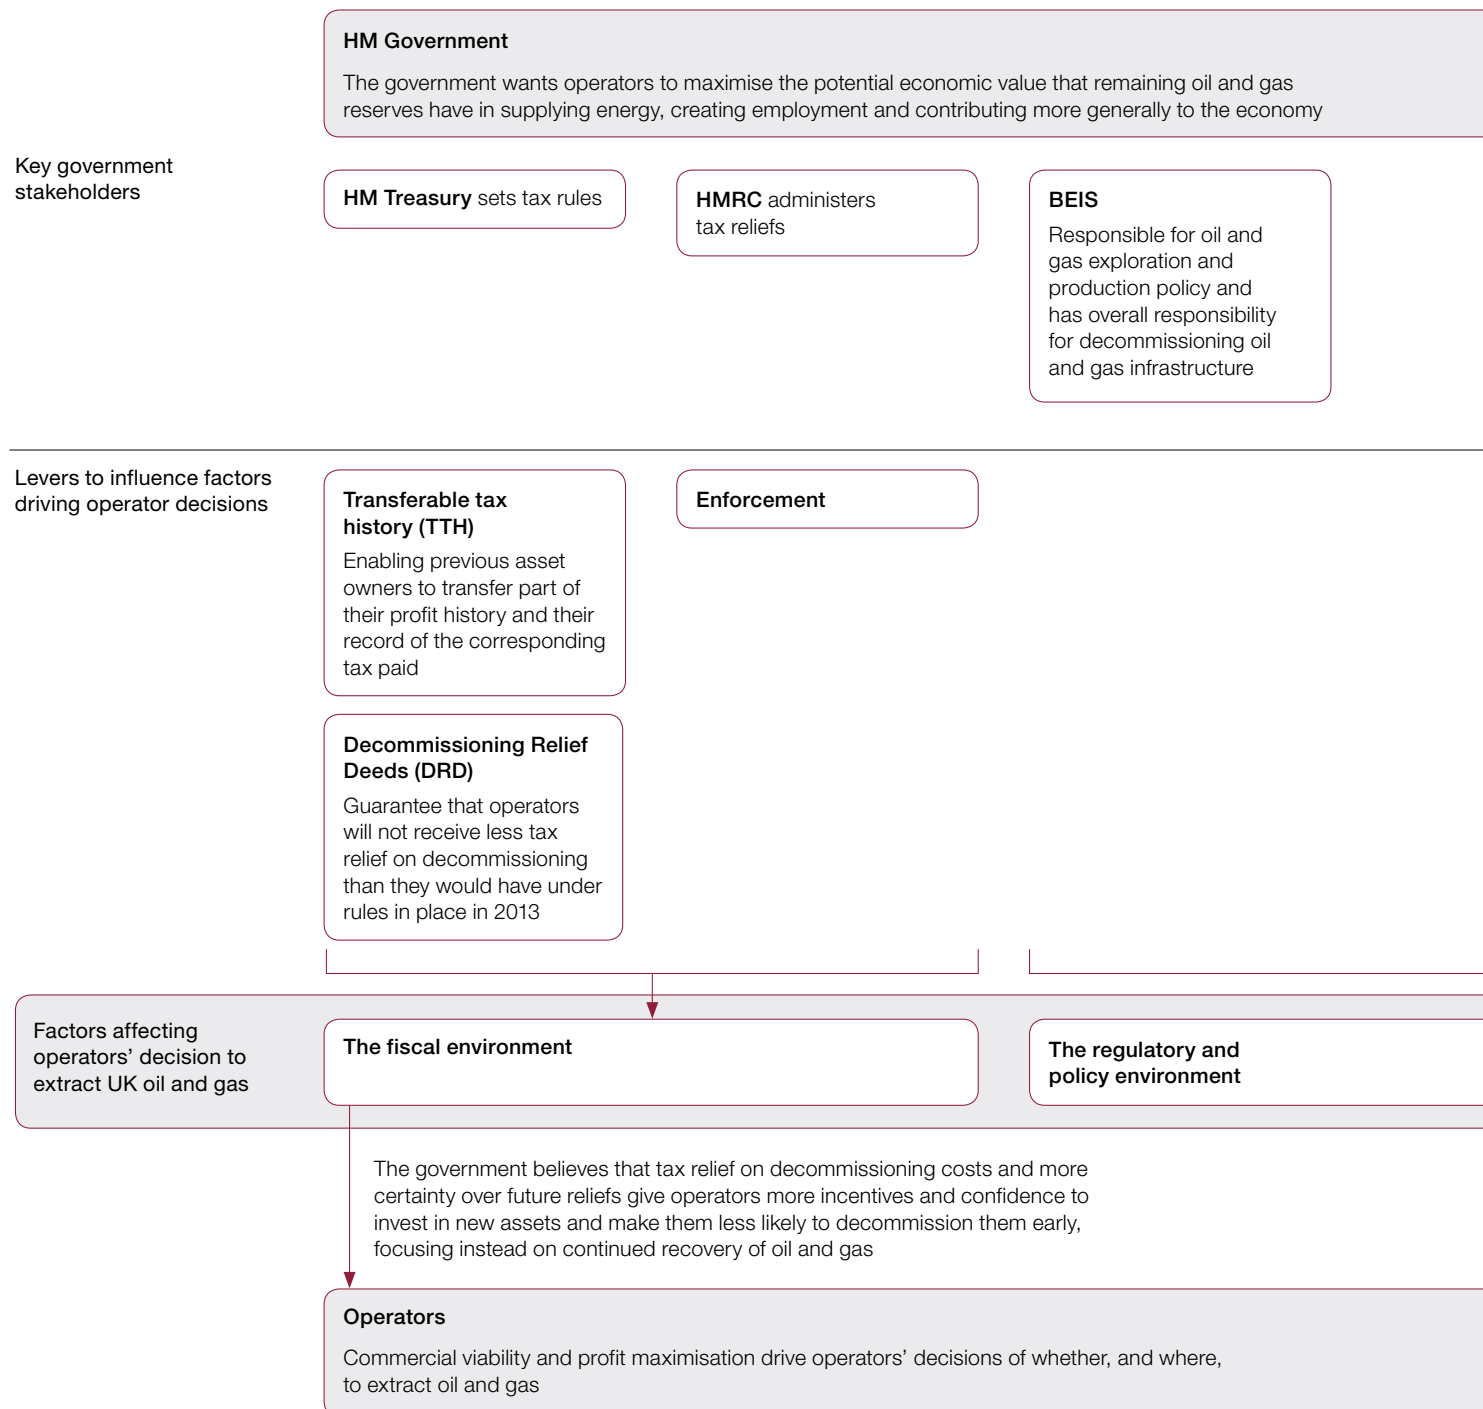 HM Government
The government wants operators to maximise the potential economic value that remaining oil and gas
reserves have in supplying energy, creating employment and contributing more generally to the economy
Key government
stakeholders
HM Treasury sets tax rules
HMRC administers
tax reliefs
BEIS
Responsible for oil and
gas exploration and
production policy and
has overall responsibility
for decommissioning oil
and gas infrastructure
Levers to influence factors
driving operator decisions
Transferable tax
history (TTH)
Enabling previous asset
owners to transfer part of
their profit history and their
record of the corresponding
tax paid
Enforcement
Decommissioning Relief
Deeds (DRD)
Guarantee that operators
will not receive less tax
relief on decommissioning
than they would have under
rules in place in 2013
Factors affecting
operators’ decision to
extract UK oil and gas
The fiscal environment
The regulatory and
policy environment
The government believes that tax relief on decommissioning costs and more
certainty over future reliefs give operators more incentives and confidence to
invest in new assets and make them less likely to decommission them early,
focusing instead on continued recovery of oil and gas
Operators
Commercial viability and profit maximisation drive operators’ decisions of whether, and where,
to extract oil and gas